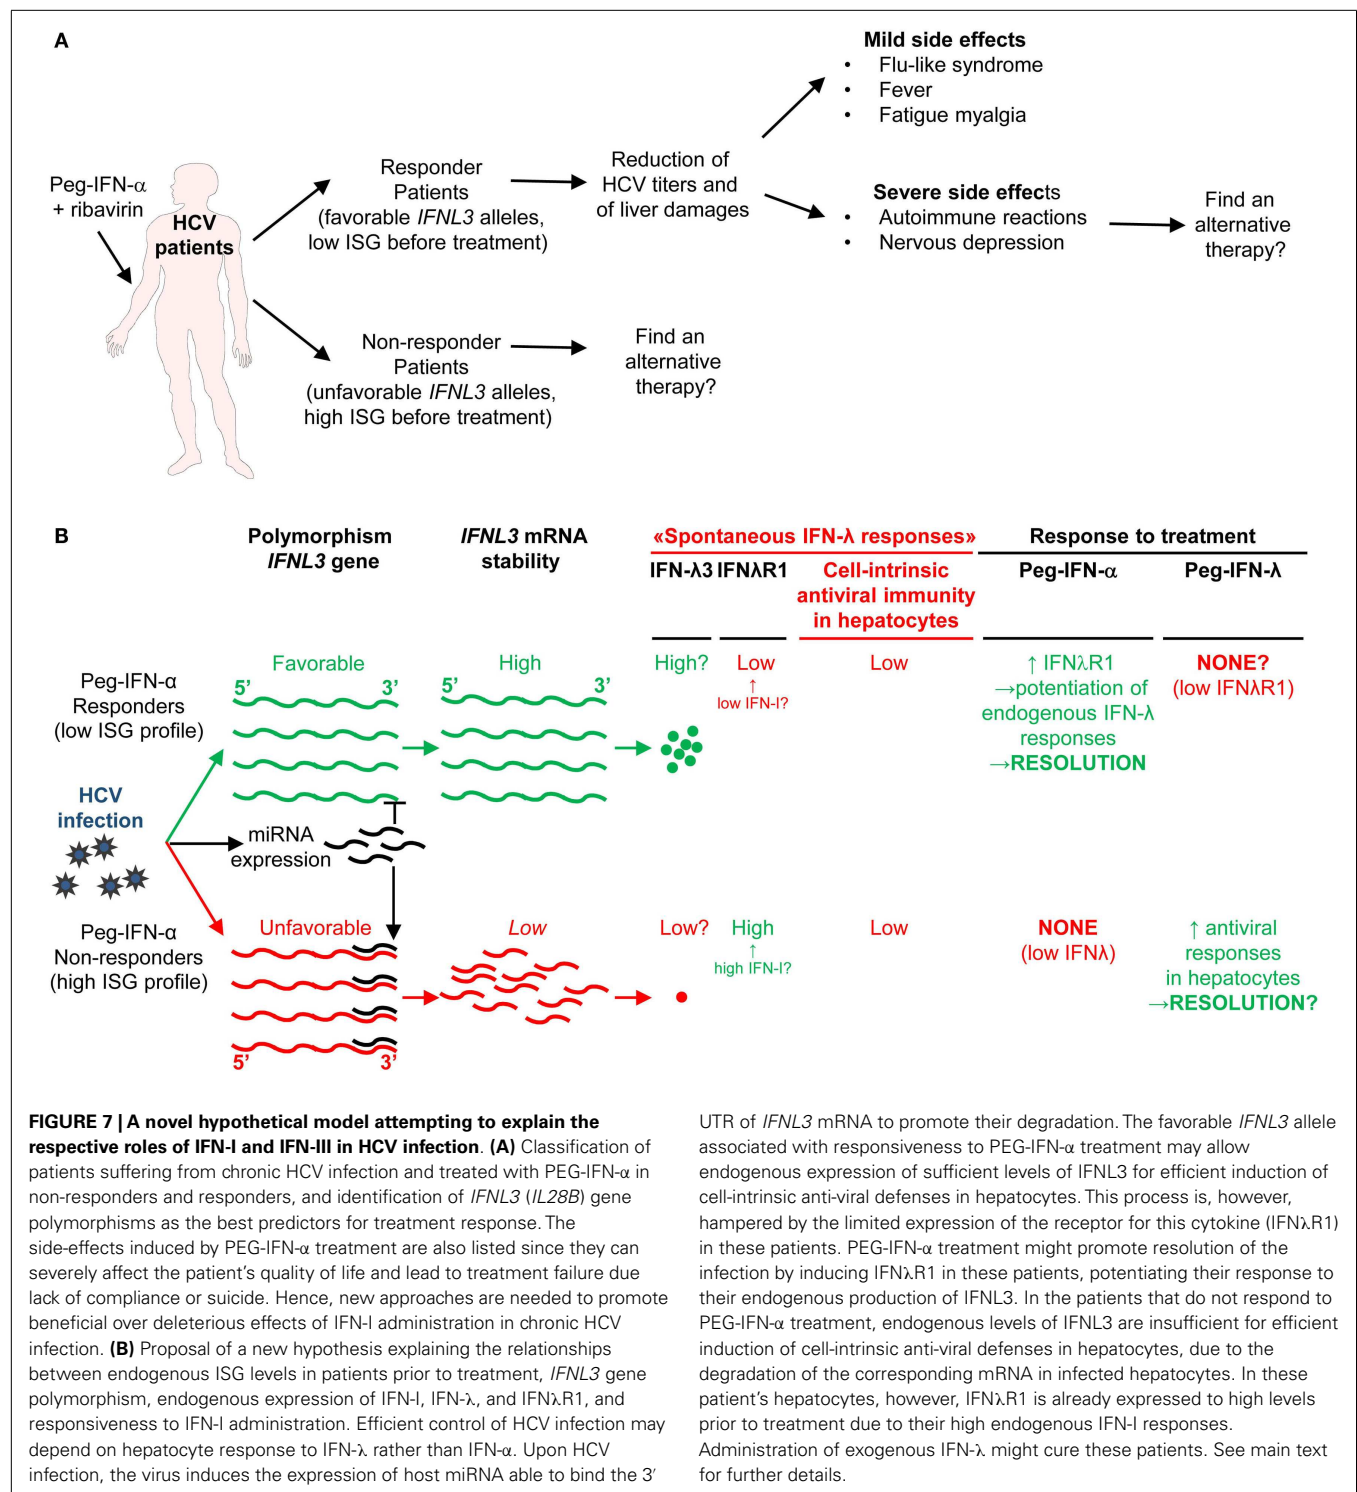 A
Peg-IFN-α
+ ribavirin
HCV
patients
Responder
Patients
(favorable IFNL3 alleles,
low ISG before treatment)
Reduction of
HCV titers and
of liver damages
Mild side effects
• Flu-like syndrome
• Fever
• Fatigue myalgia
Severe side effects
• Autoimmune reactions
• Nervous depression
Find an
alternative
therapy?
Non-responder
Patients
(unfavorable IFNL3 alleles,
high ISG before treatment)
Find an
alternative
therapy?
B
Polymorphism
IFNL3 gene
IFNL3 mRNA
stability
«Spontaneous IFN-λ responses»
Response to treatment
IFN-λ3
IFNλR1
Cell-intrinsic
antiviral immunity
in hepatocytes
Peg-IFN-α
Peg-IFN-λ
Peg-IFN-α
Responders
(low ISG profile)
Favorable
5’ 3’
High
5’ 3’
High?
Low
↑
low IFN-I?
Low
↑ IFNλR1
→potentiation of
endogenous IFN-λ
responses
→RESOLUTION
NONE?
(low IFNλR1)
HCV
infection
miRNA
expression
Peg-IFN-α
Non-responders
(high ISG profile)
Unfavorable
5’ 3’
Low
Low?
High
↑
high IFN-I?
Low
NONE
(low IFNλ)
↑ antiviral
responses
in hepatocytes
→RESOLUTION?
FIGURE 7 | A novel hypothetical model attempting to explain the
respective roles of IFN-I and IFN-III in HCV infection. (A) Classification of
patients suffering from chronic HCV infection and treated with PEG-IFN-α in
non-responders and responders, and identification of IFNL3 (IL28B) gene
polymorphisms as the best predictors for treatment response. The
side-effects induced by PEG-IFN-α treatment are also listed since they can
severely affect the patient’s quality of life and lead to treatment failure due
lack of compliance or suicide. Hence, new approaches are needed to promote
beneficial over deleterious effects of IFN-I administration in chronic HCV
infection. (B) Proposal of a new hypothesis explaining the relationships
between endogenous ISG levels in patients prior to treatment, IFNL3 gene
polymorphism, endogenous expression of IFN-I, IFN-λ, and IFNλR1, and
responsiveness to IFN-I administration. Efficient control of HCV infection may
depend on hepatocyte response to IFN-λ rather than IFN-α. Upon HCV
infection, the virus induces the expression of host miRNA able to bind the 3′
UTR of IFNL3 mRNA to promote their degradation. The favorable IFNL3 allele
associated with responsiveness to PEG-IFN-α treatment may allow
endogenous expression of sufficient levels of IFNL3 for efficient induction of
cell-intrinsic anti-viral defenses in hepatocytes. This process is, however,
hampered by the limited expression of the receptor for this cytokine (IFNλR1)
in these patients. PEG-IFN-α treatment might promote resolution of the
infection by inducing IFNλR1 in these patients, potentiating their response to
their endogenous production of IFNL3. In the patients that do not respond to
PEG-IFN-α treatment, endogenous levels of IFNL3 are insufficient for efficient
induction of cell-intrinsic anti-viral defenses in hepatocytes, due to the
degradation of the corresponding mRNA in infected hepatocytes. In these
patient’s hepatocytes, however, IFNλR1 is already expressed to high levels
prior to treatment due to their high endogenous IFN-I responses.
Administration of exogenous IFN-λ might cure these patients. See main text
for further details.